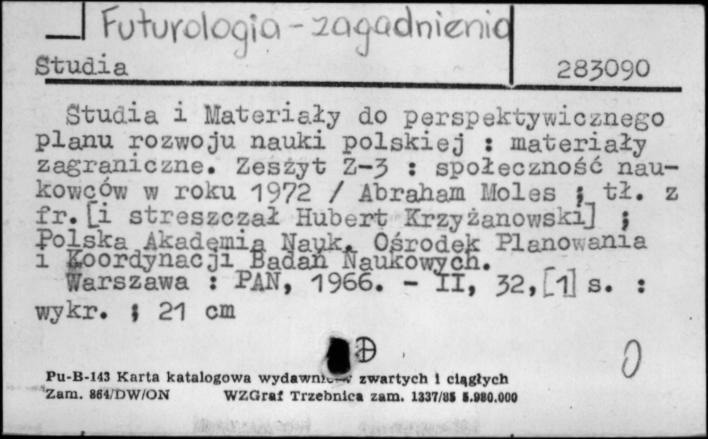 Futurologia - zagadnienia
Studia 283090
Studia i Materiały do perspektywicznego
planu rozwoju nauki polskiej : materiały
zagraniczne. Zeszyt Z-3 : społeczność nau-
kowców w roku 1972 / Abraham Moles ; tł. z
fr. [i streszczał Hubert Krzyżanowski] ;
Polska Akademia Nauk. Ośrodek Planowania
i Koordynacji Badań Naukowych.
Warszawa : PAN, 1966. - II, 32,[1] s. :
wykr. ; 21 cm
Pu-B-143 Karta katalogowa wydawnictw zwartych i ciągłych
Zam. 864/DW/ON WZGraf Trzebnica zam. 1337/85 5.980.000